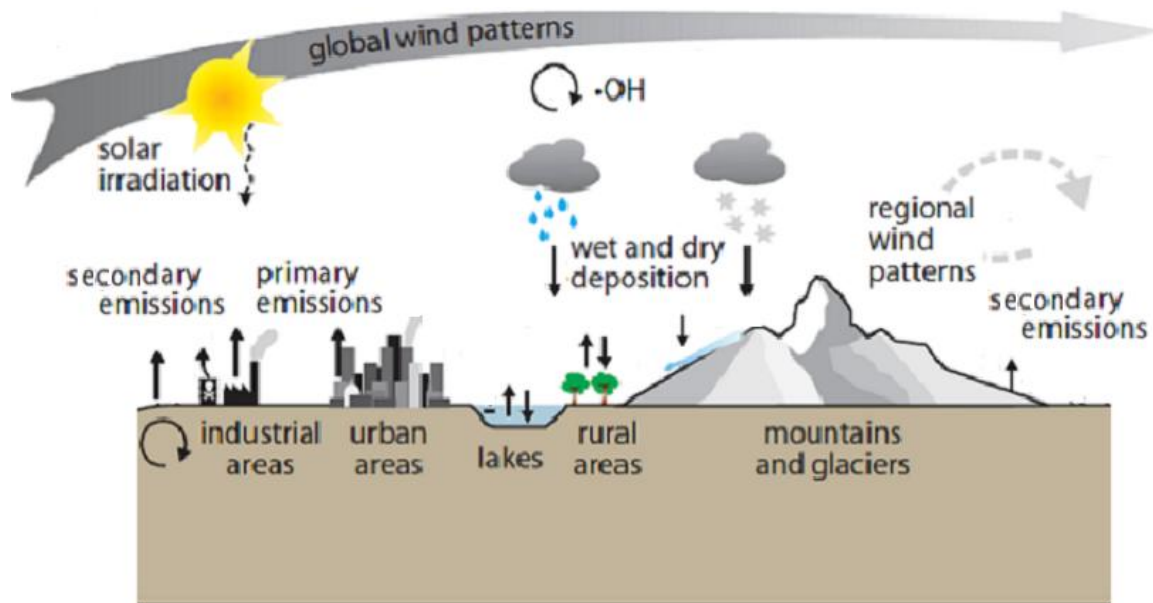 global wind patterns
·OH
solar
irradiation
wet and dry
deposition
regional
wind
patterns
secondary
emissions
primary
emissions
secondary
emissions
industrial
areas
urban
areas
lakes
rural
areas
mountains
and glaciers